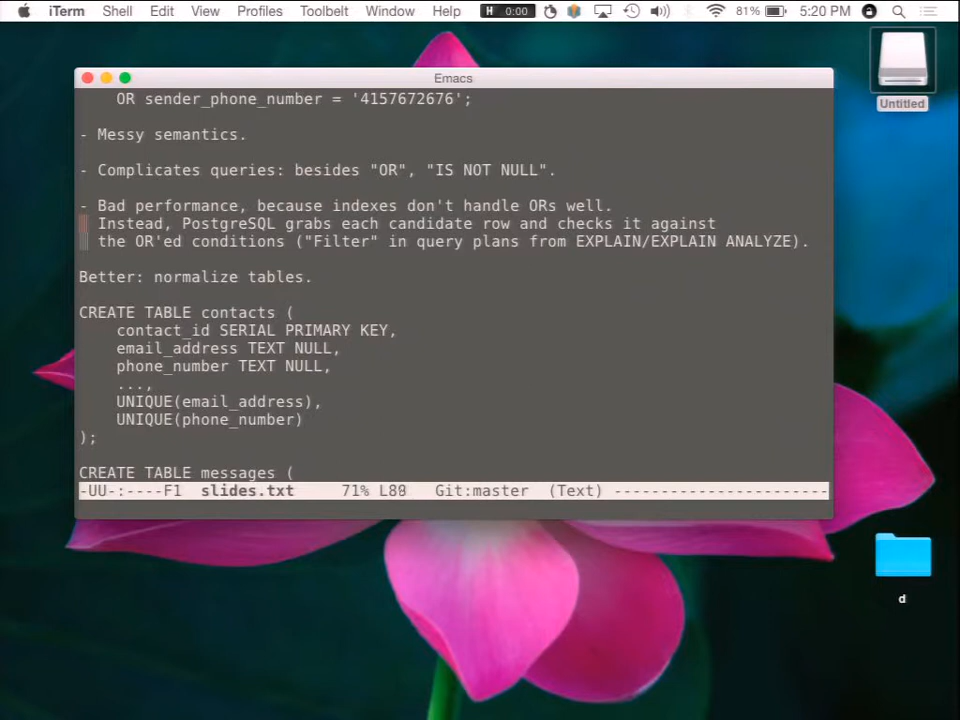 iTerm Shell Edit View Profiles Toolbelt Window Help H 0:00 81% 5:20 PM
Untitled
Emacs
OR sender_phone_number = '4157672676';
- Messy semantics.
- Complicates queries: besides "OR", "IS NOT NULL".
- Bad performance, because indexes don't handle ORs well.
Instead, PostgreSQL grabs each candidate row and checks it against
the OR'ed conditions ("Filter" in query plans from EXPLAIN/EXPLAIN ANALYZE).
Better: normalize tables.
CREATE TABLE contacts (
contact_id SERIAL PRIMARY KEY,
email_address TEXT NULL,
phone_number TEXT NULL,
...,
UNIQUE(email_address),
UNIQUE(phone_number)
);
CREATE TABLE messages (
-UU-:----F1 slides.txt 71% Git:master (Text) -----------------------
d